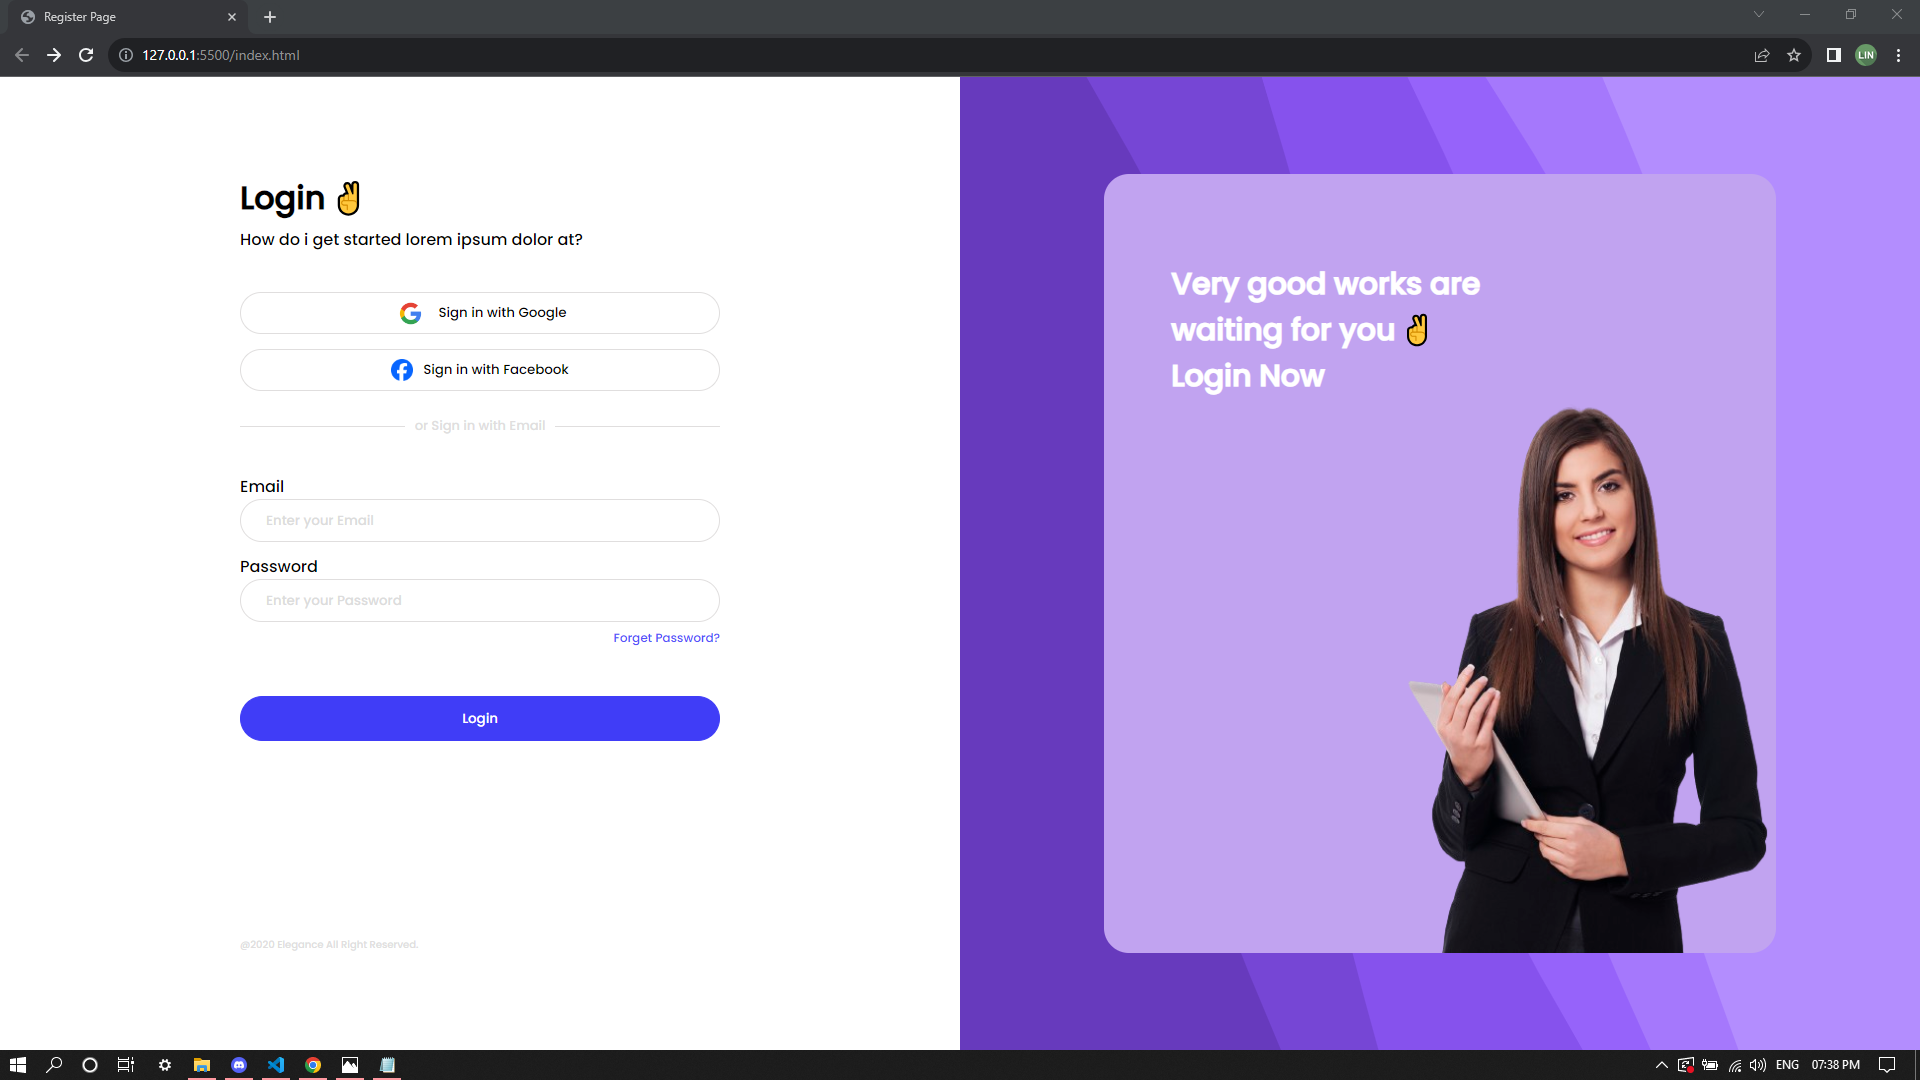 Register Page
127.0.0.1:5500/index.html
LIN
Login ✌
How do i get started lorem ipsum dolor at?
Sign in with Google
Sign in with Facebook
or Sign in with Email
Email
Enter your Email
Password
Enter your Password
Forget Password?
Login
@2020 Elegance All Right Reserved.
Very good works are
waiting for you ✌
Login Now
ENG
07:38 PM